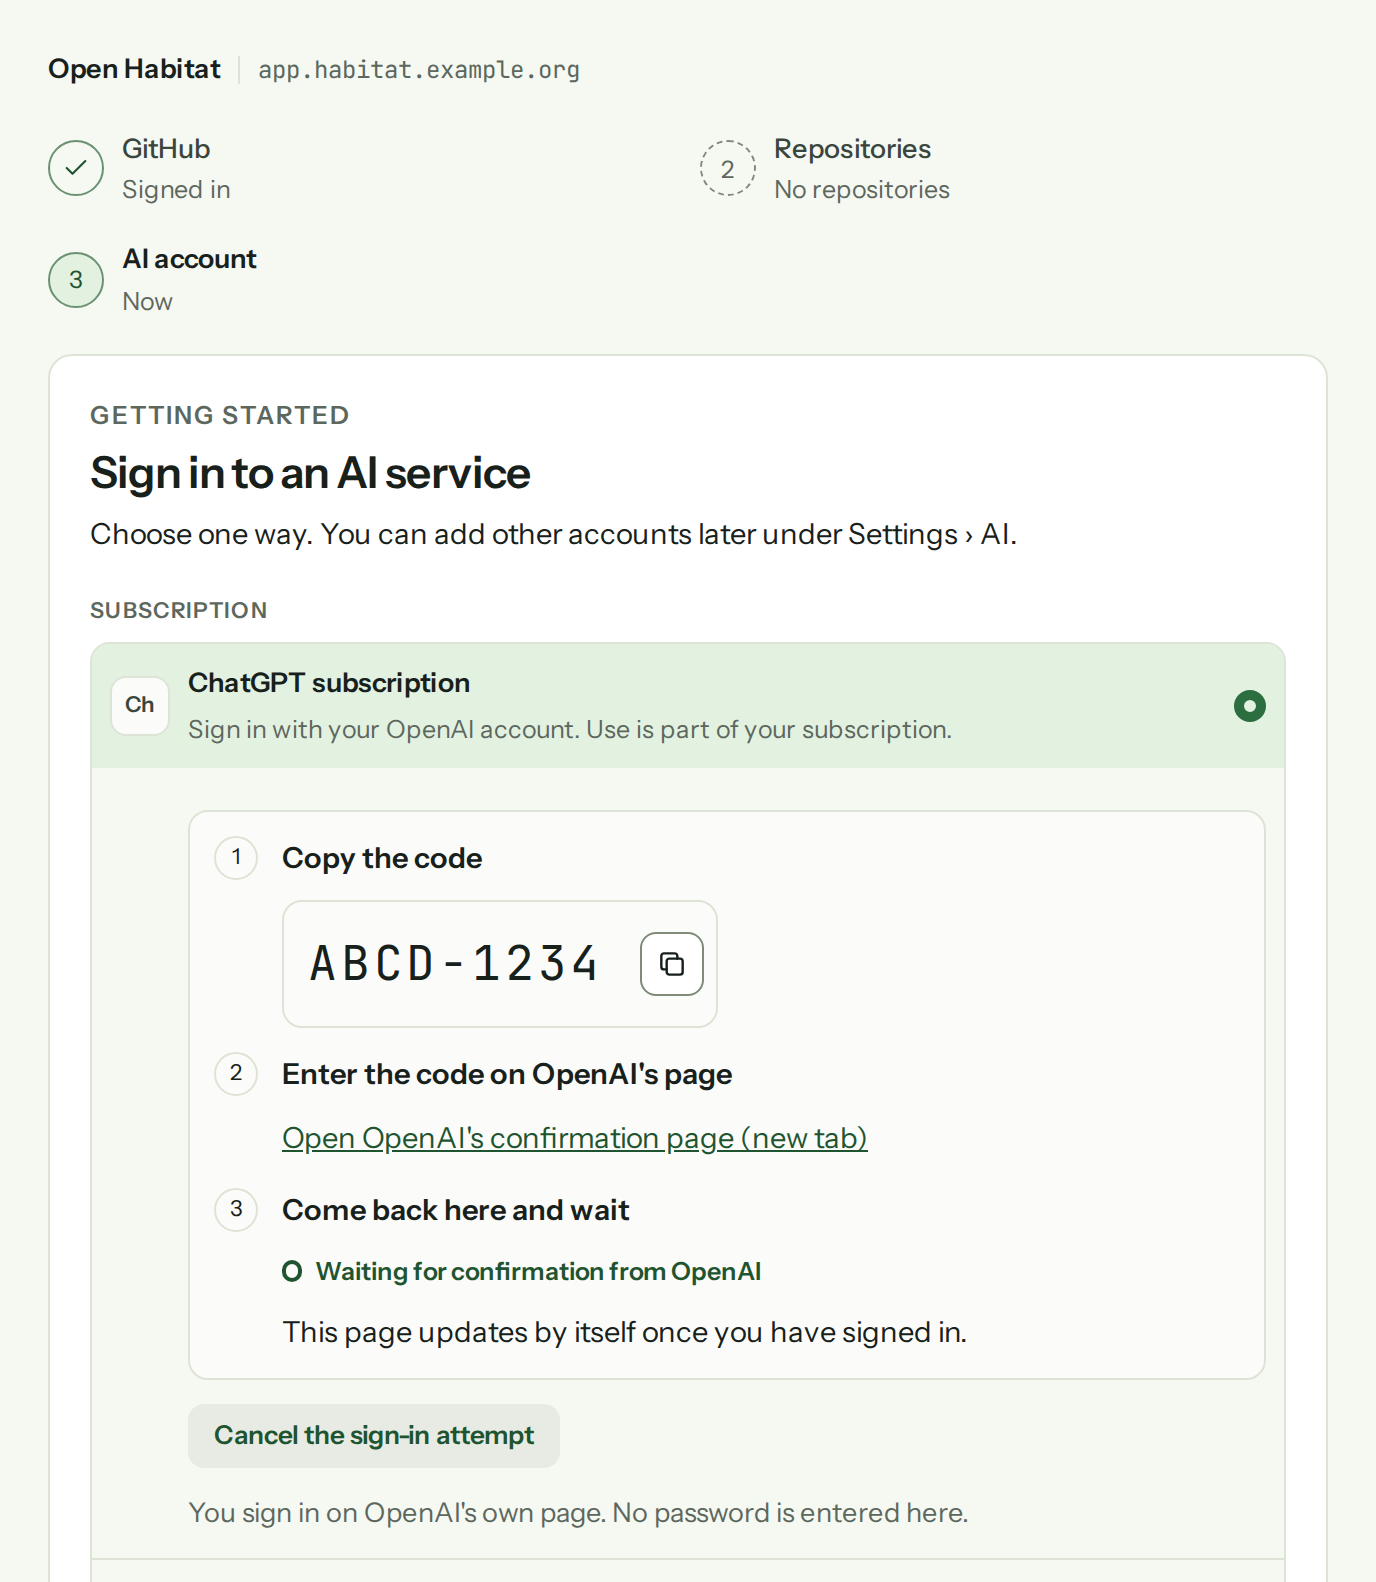 Open Habitat app.habitat.example.org
GitHub
Signed in
2
Repositories
No repositories
3
AI account
Now
GETTING STARTED
Sign in to an AI service
Choose one way. You can add other accounts later under Settings › AI.
SUBSCRIPTION
Ch
ChatGPT subscription
Sign in with your OpenAI account. Use is part of your subscription.
1 Copy the code
ABCD-1234
2 Enter the code on OpenAI's page
Open OpenAI's confirmation page (new tab)
3 Come back here and wait
Waiting for confirmation from OpenAI
This page updates by itself once you have signed in.
Cancel the sign-in attempt
You sign in on OpenAI's own page. No password is entered here.